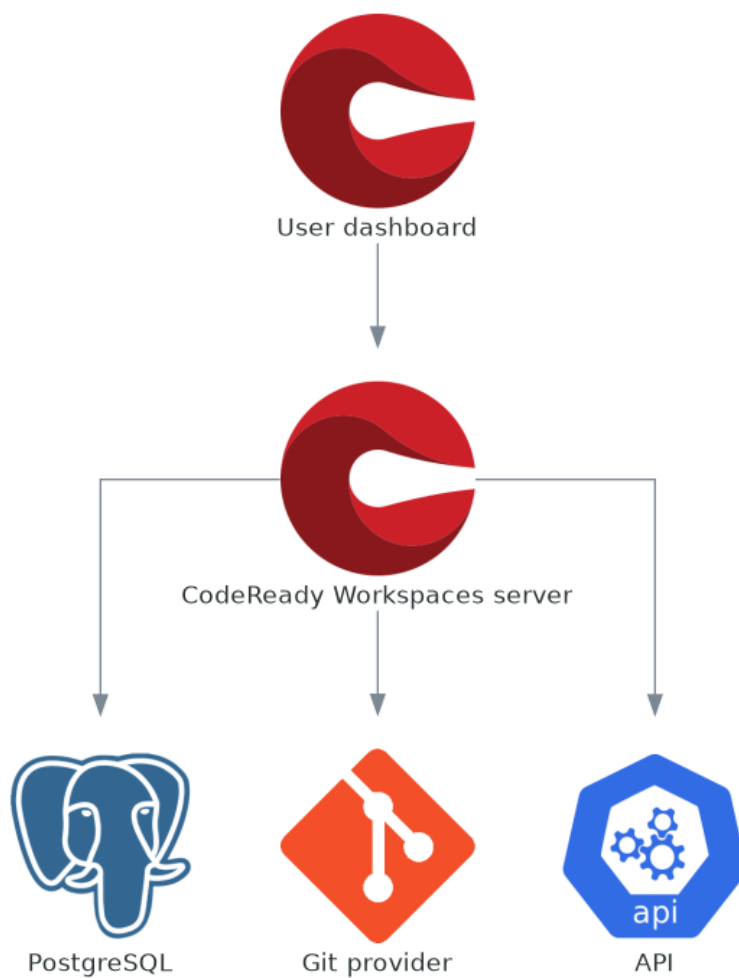 User dashboard
CodeReady Workspaces server
api
PostgreSQL
Git provider
API